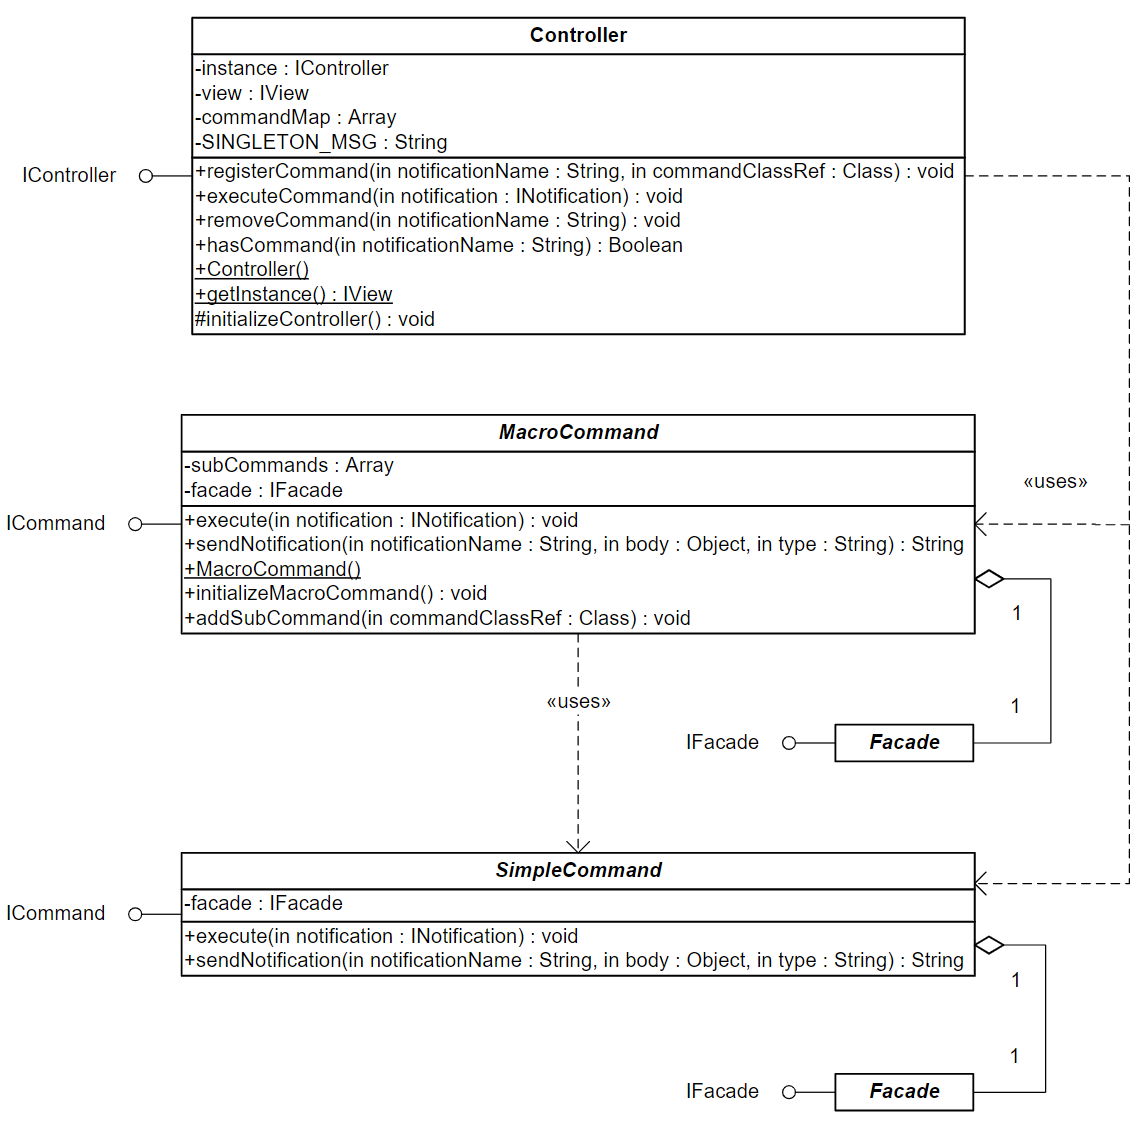 Controller
-instance : IController
-view : IView
-commandMap : Array
-SINGLETON_MSG : String
IController
+registerCommand(in notificationName : String, in commandClassRef : Class) : void
+executeCommand(in notification : INotification) : void
+removeCommand(in notificationName : String) : void
+hasCommand(in notificationName : String) : Boolean
+Controller()
+getInstance() : IView
#initializeController() : void
MacroCommand
-subCommands : Array
-facade : IFacade
«uses»
ICommand
+execute(in notification : INotification) : void
+sendNotification(in notificationName : String, in body : Object, in type : String) : String
+MacroCommand()
+initializeMacroCommand() : void
+addSubCommand(in commandClassRef : Class) : void
1
«uses»
1
IFacade
Facade
SimpleCommand
-facade : IFacade
ICommand
+execute(in notification : INotification) : void
+sendNotification(in notificationName : String, in body : Object, in type : String) : String
1
1
IFacade
Facade